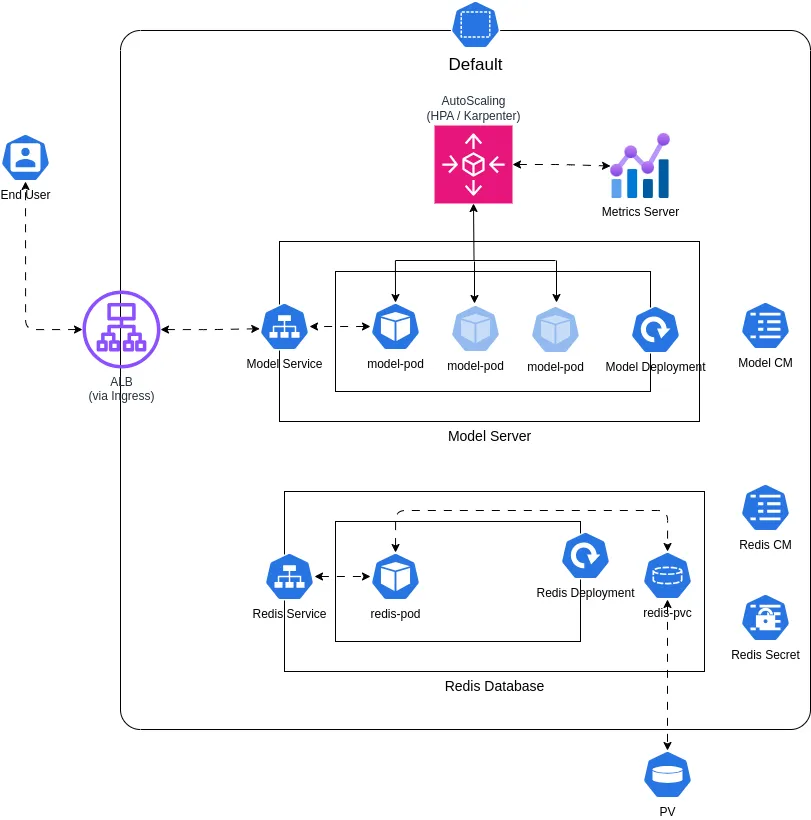 Default
AutoScaling
(HPA / Karpenter)
End User
Metrics Server
Model Service
model-pod
model-pod
model-pod
Model Deployment
Model CM
ALB
(via Ingress)
Model Server
Redis CM
Redis Service
redis-pod
Redis Deployment
redis-pvc
Redis Secret
Redis Database
PV